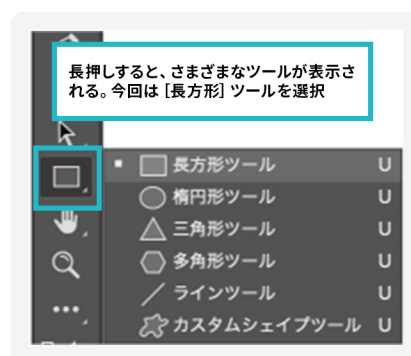 長押しすると、さまざまなツールが表示さ
れる。今回は［長方形］ツールを選択
長方形ツール U
楕円形ツール U
三角形ツール U
多角形ツール U
ラインツール U
カスタムシェイプツール U